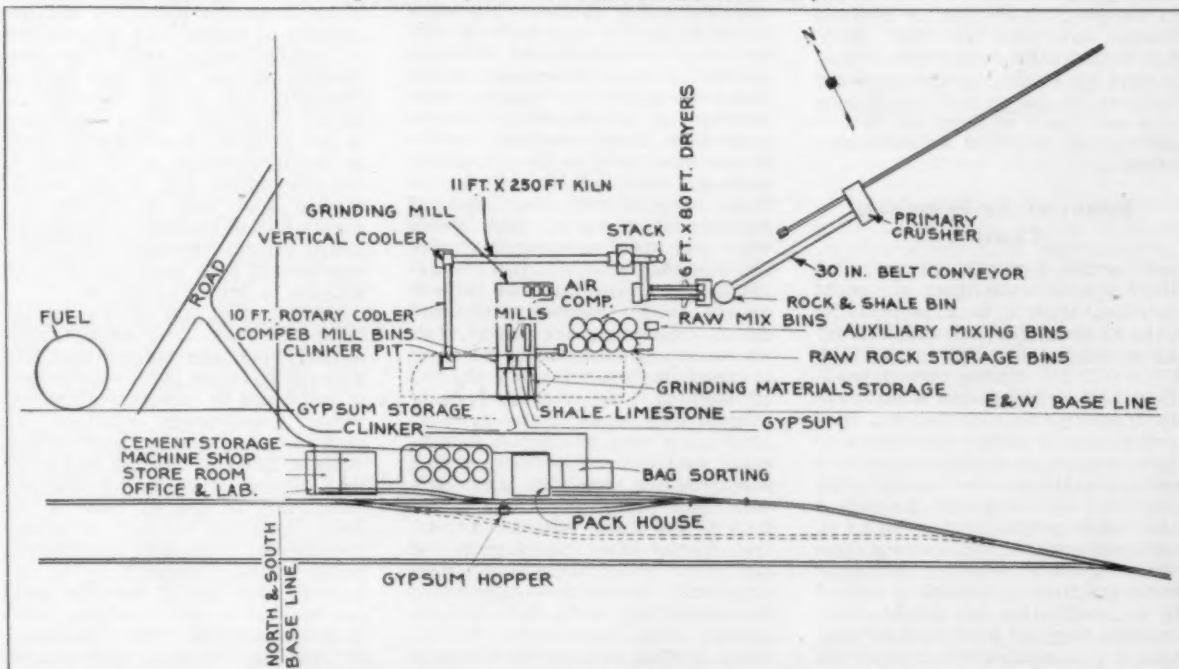 N
11 FT. X 250 FT KILN
GRINDING MILL
VERTICAL COOLER
STACK
6 FT. X 80 FT. DRYERS
PRIMARY
CRUSHER
30 IN. BELT CONVEYOR
ROAD
AIR
COMP.
MILLS
ROCK & SHALE BIN
10 FT. ROTARY COOLER
RAW MIX BINS
COMPEB MILL BINS
AUXILIARY MIXING BINS
CLINKER PIT
RAW ROCK STORAGE BINS
FUEL
GRINDING MATERIALS STORAGE
E & W BASE LINE
GYPSUM STORAGE
SHALE LIMESTONE
CLINKER
GYPSUM
CEMENT STORAGE
MACHINE SHOP
STORE ROOM
OFFICE & LAB.
BAG SORTING
PACK HOUSE
GYPSUM HOPPER
NORTH & SOUTH
BASE LINE